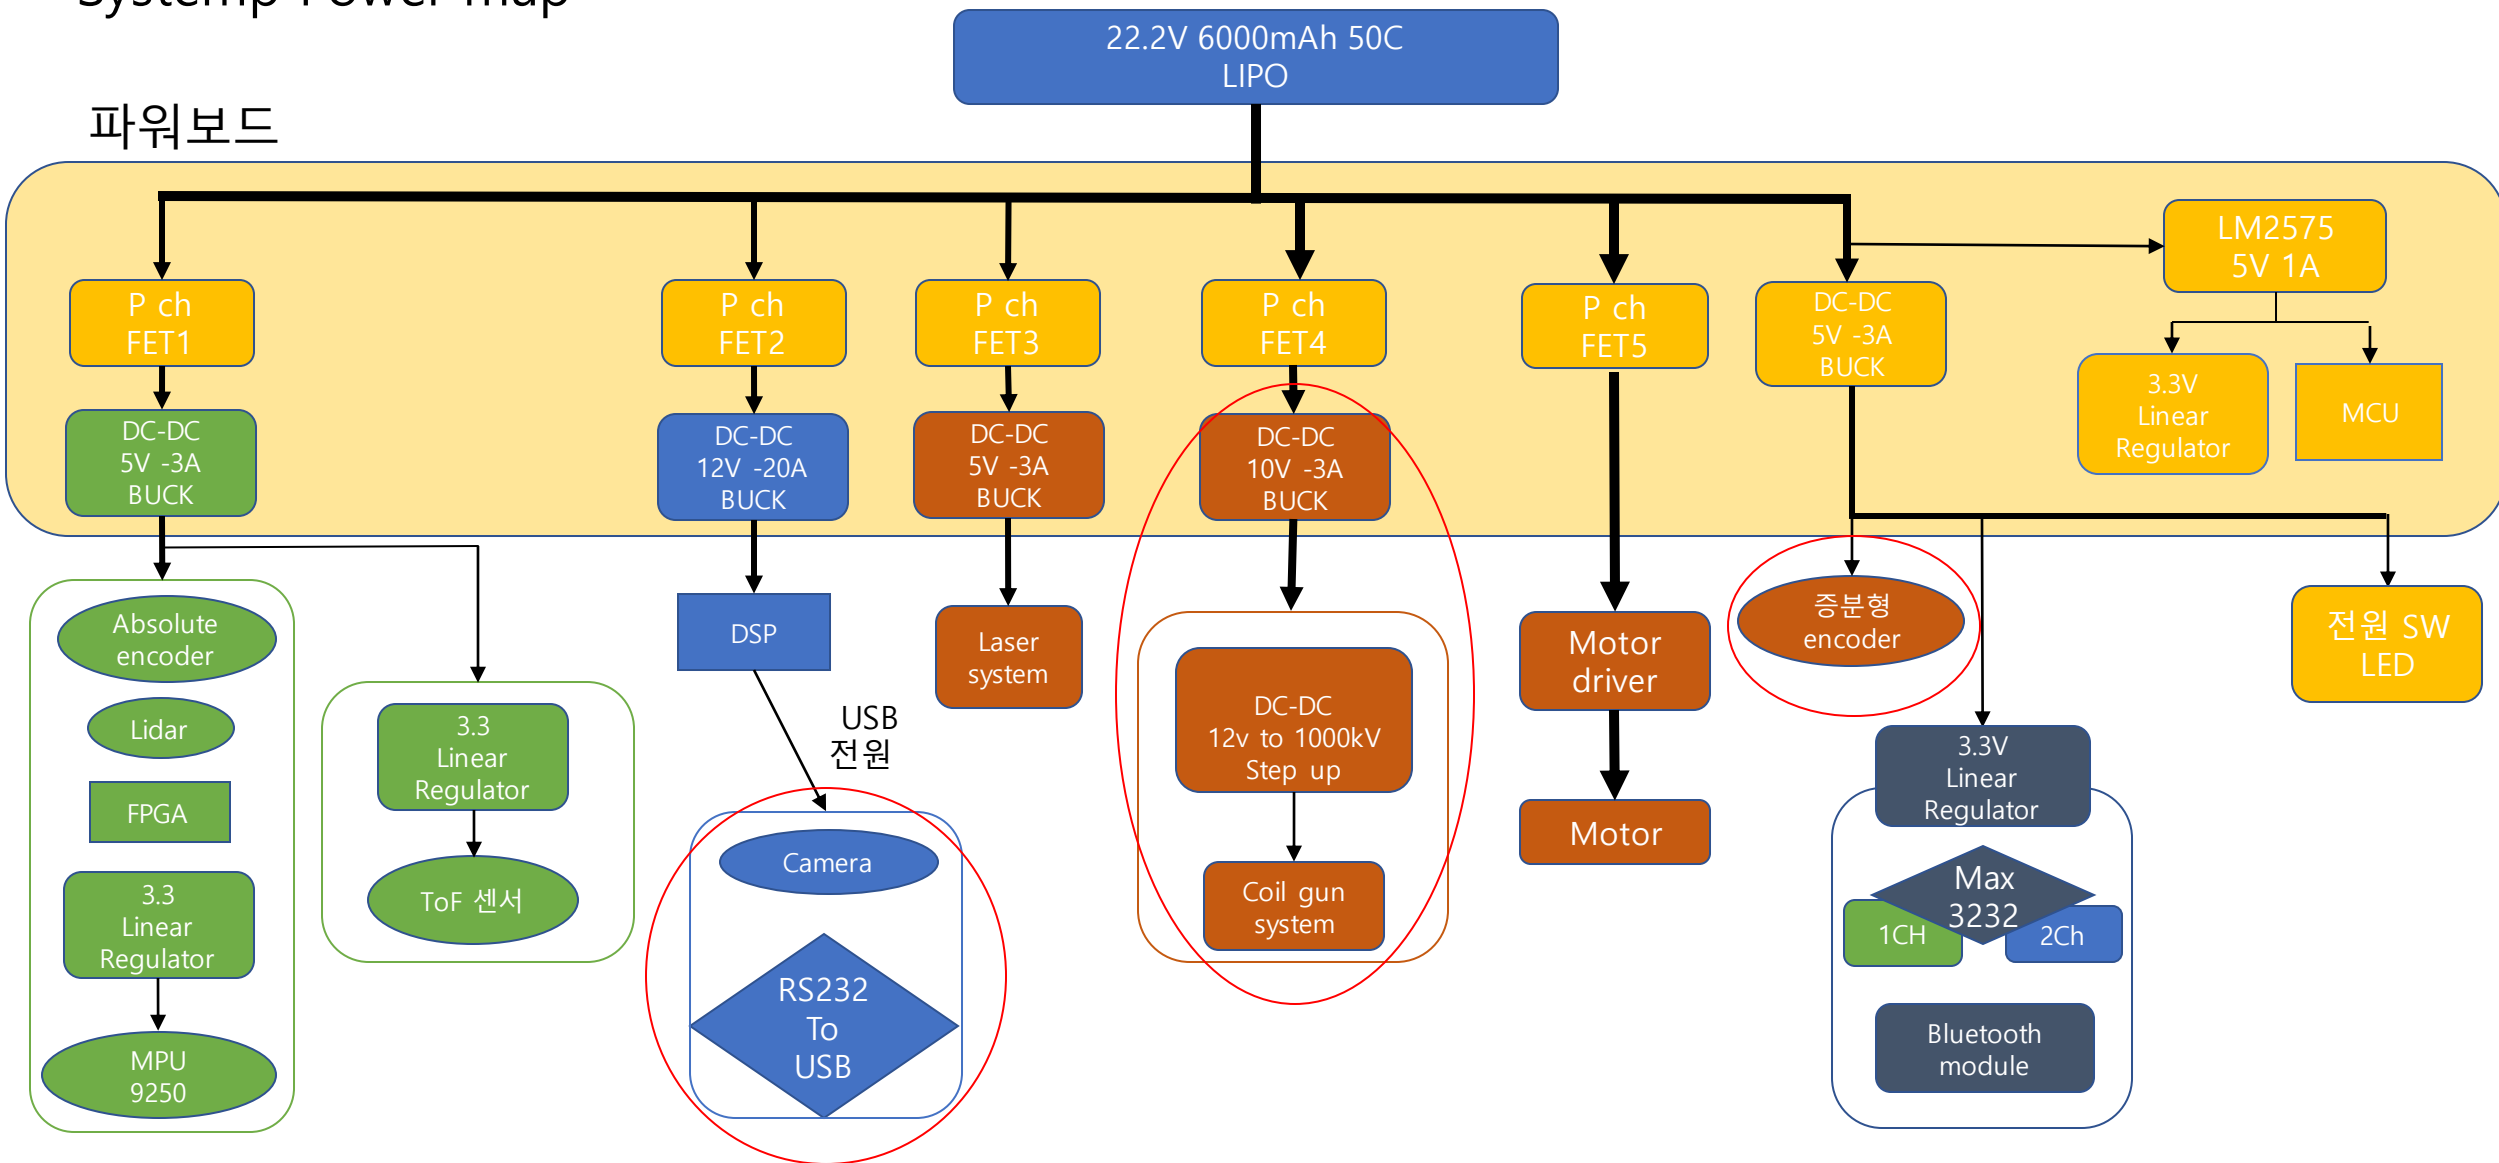 Systemp Power map
22.2V 6000mAh 50C
LIPO
파워보드
P ch
FET1
P ch
FET2
P ch
FET3
P ch
FET4
P ch
FET5
DC-DC
5V -3A
BUCK
LM2575
5V 1A
3.3V
Linear
Regulator
MCU
DC-DC
5V -3A
BUCK
DC-DC
12V -20A
BUCK
DC-DC
5V -3A
BUCK
DC-DC
10V -3A
BUCK
Absolute
encoder
Lidar
FPGA
3.3
Linear
Regulator
MPU
9250
3.3
Linear
Regulator
ToF 센서
DSP
USB
전원
Camera
RS232
To
USB
Laser
system
DC-DC
12v to 1000kV
Step up
Coil gun
system
Motor
driver
Motor
증분형
encoder
3.3V
Linear
Regulator
Max
3232
1CH
2Ch
Bluetooth
module
전원 SW
LED